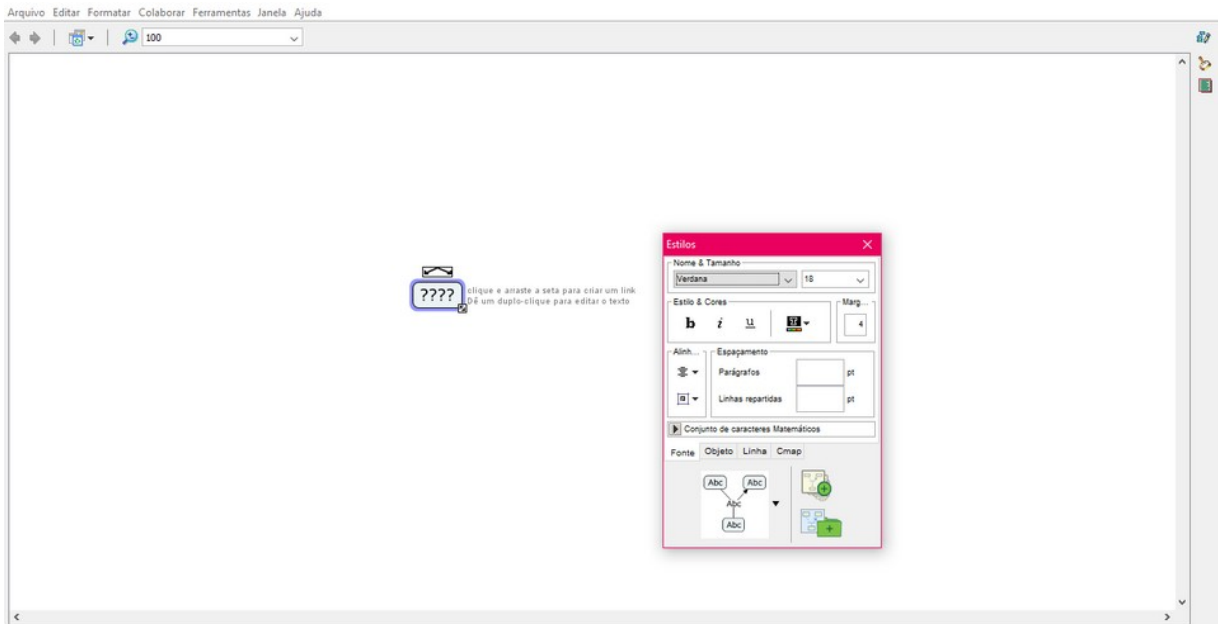 Arquivo Editar Formatar Colaborar Ferramentas Janela Ajuda
100
????
clique e arraste a seta para criar um link
Dê um duplo-clique para editar o texto
Estilos
Nome & Tamanho
Verdana 18
Estilo & Cores Marg...
b i u 4
Alinh... Espaçamento
Parágrafos pt
Linhas repartidas pt
Conjunto de caracteres Matemáticos
Fonte Objeto Linha Cmap
Abc Abc
Abc
Abc